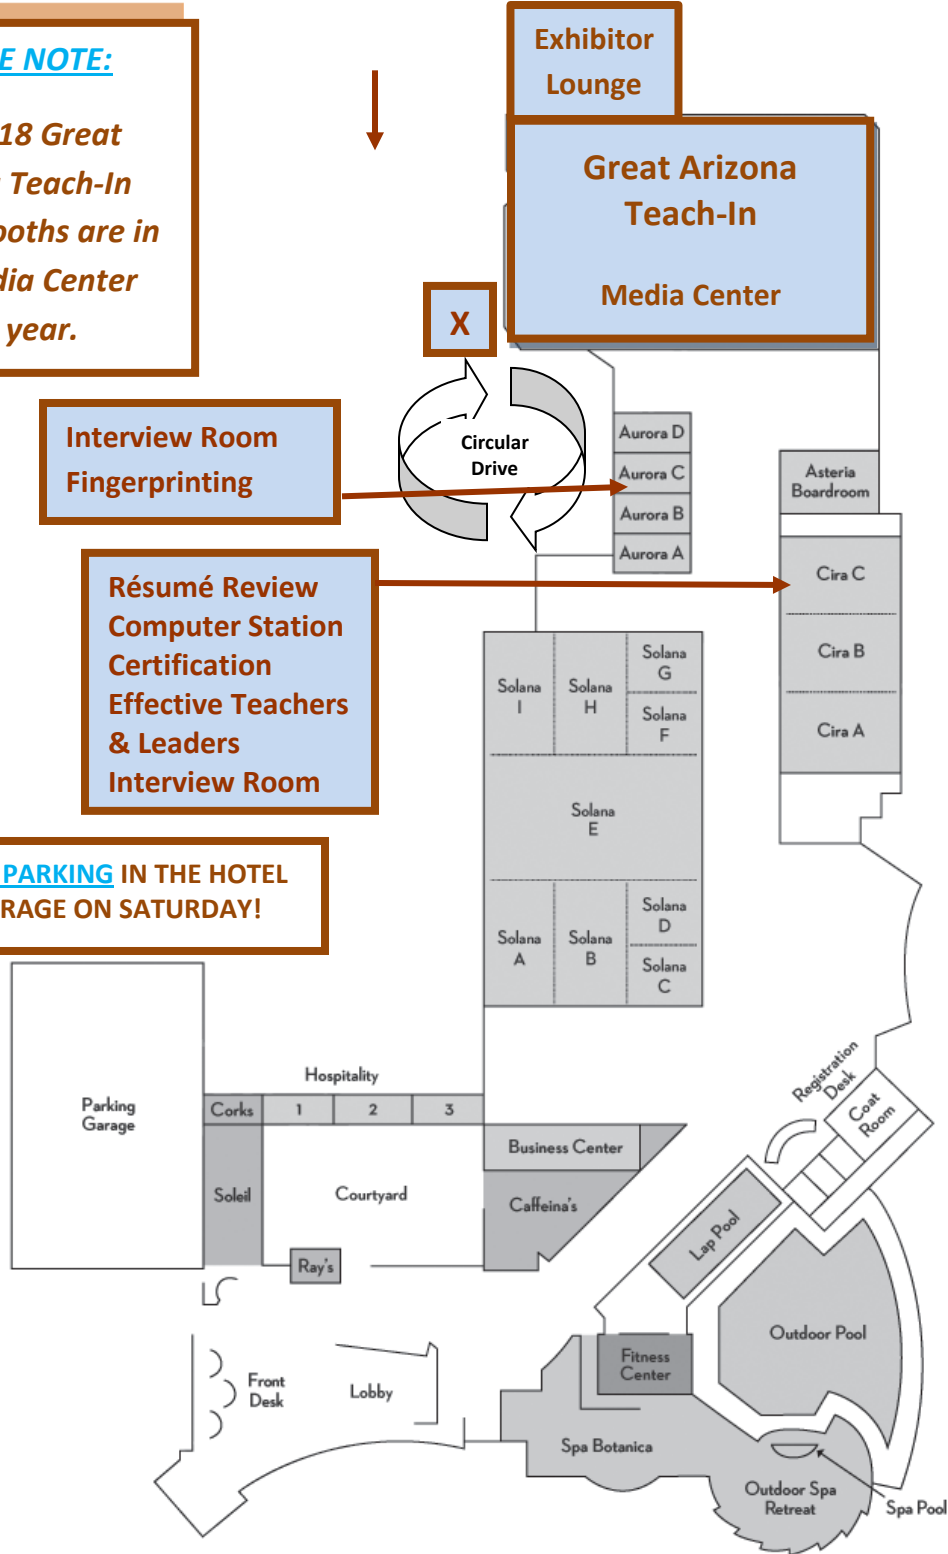 E NOTE:
18 Great
Teach-In
ooths are in
dia Center
year.
Exhibitor
Lounge
Great Arizona
Teach-In
Media Center
X
Circular
Drive
Interview Room
Fingerprinting
Aurora D
Aurora C
Aurora B
Aurora A
Asteria
Boardroom
Résumé Review
Computer Station
Certification
Effective Teachers
& Leaders
Interview Room
Cira C
Cira B
Cira A
Solana
I
Solana
H
Solana
G
Solana
F
Solana
E
Solana
A
Solana
B
Solana
D
Solana
C
PARKING IN THE HOTEL
RAGE ON SATURDAY!
Parking
Garage
Hospitality
Corks
1
2
3
Soleil
Courtyard
Business Center
Caffeina's
Ray's
Registration
Desk
Coat
Room
Lap Pool
Outdoor Pool
Fitness
Center
Front
Desk
Lobby
Spa Botanica
Outdoor Spa
Retreat
Spa Pool